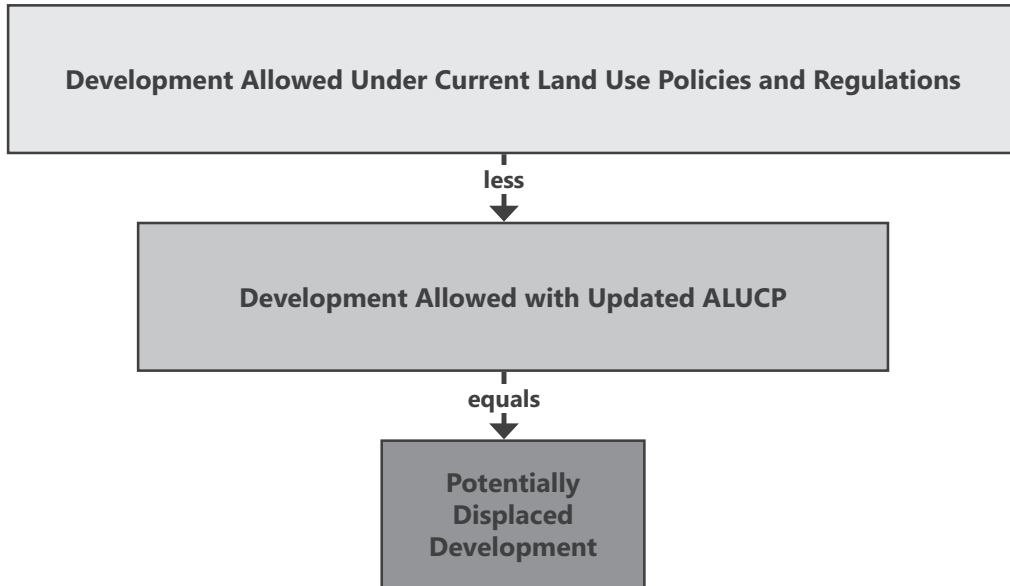 Development Allowed Under Current Land Use Policies and Regulations
less
Development Allowed with Updated ALUCP
equals
Potentially
Displaced
Development